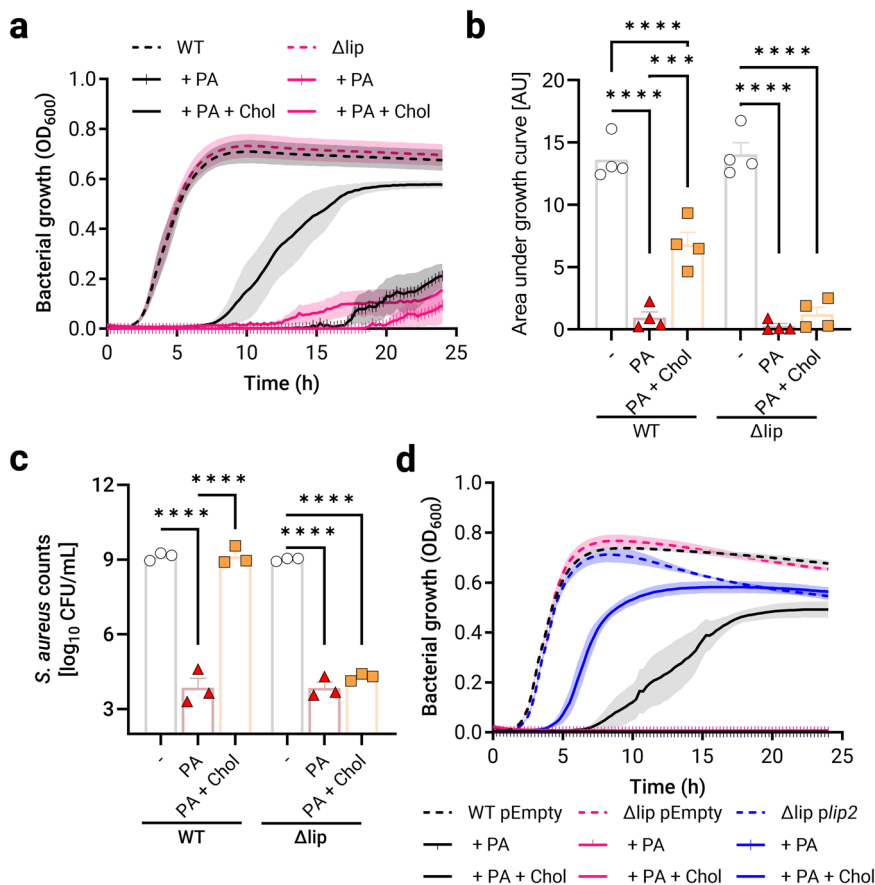 a
WT
Δlip
+ PA
+ PA
+ PA + Chol
+ PA + Chol
Bacterial growth (OD600)
1.0
0.8
0.6
0.4
0.2
0.0
0
5
10
15
20
25
Time (h)
b
****
***
****
****
****
Area under growth curve [AU]
20
15
10
5
0
-
PA
PA + Chol
-
PA
PA + Chol
WT
Δlip
c
****
****
****
****
S. aureus counts
[log10 CFU/mL]
12
9
6
3
-
PA
PA + Chol
-
PA
PA + Chol
WT
Δlip
d
Bacterial growth (OD600)
1.0
0.8
0.6
0.4
0.2
0.0
0
5
10
15
20
25
Time (h)
WT pEmpty
Δlip pEmpty
Δlip plip2
+ PA
+ PA
+ PA
+ PA + Chol
+ PA + Chol
+ PA + Chol